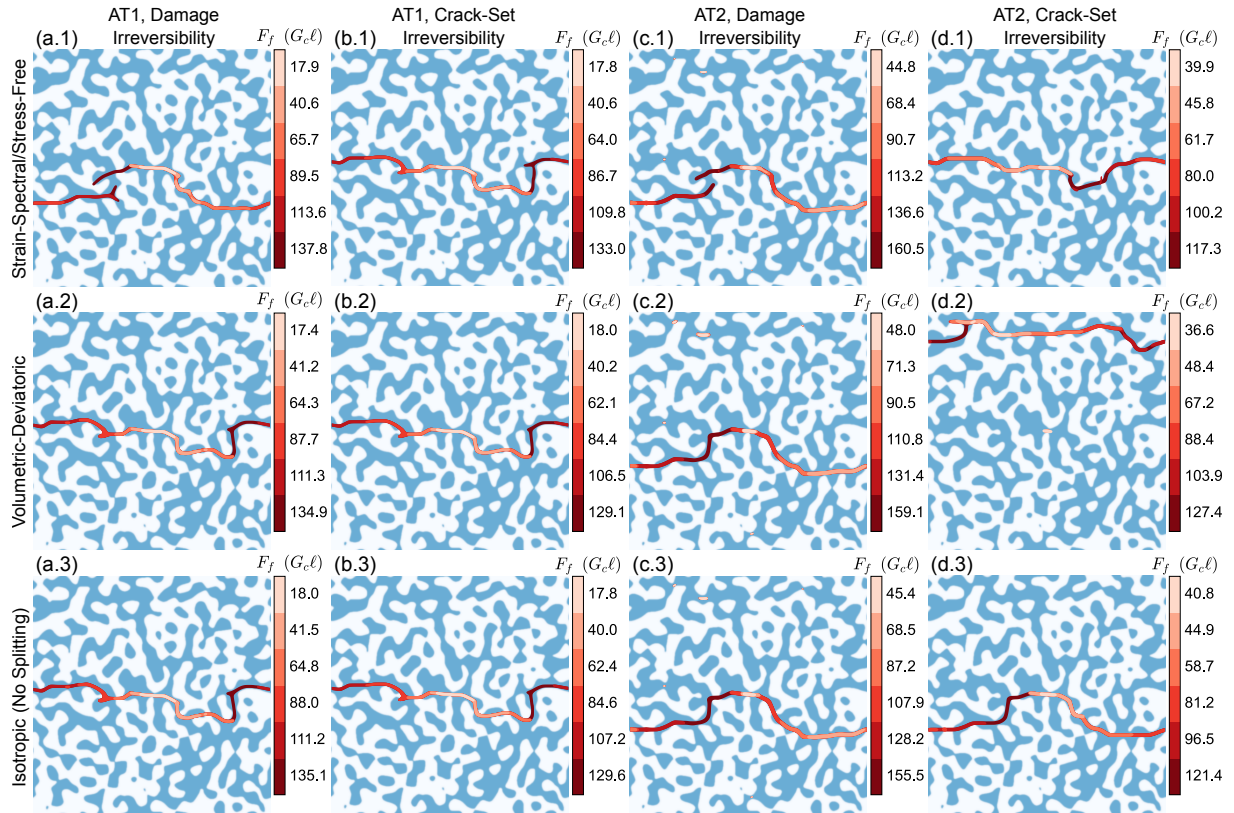 AT1, Damage
Irreversibility
AT1, Crack-Set
Irreversibility
AT2, Damage
Irreversibility
AT2, Crack-Set
Irreversibility
Strain-Spectral/Stress-Free
(a.1)
F_f (G_cℓ)
17.9
40.6
65.7
89.5
113.6
137.8
(b.1)
F_f (G_cℓ)
17.8
40.6
64.0
86.7
109.8
133.0
(c.1)
F_f (G_cℓ)
44.8
68.4
90.7
113.2
136.6
160.5
(d.1)
F_f (G_cℓ)
39.9
45.8
61.7
80.0
100.2
117.3
Volumetric-Deviatoric
(a.2)
F_f (G_cℓ)
17.4
41.2
64.3
87.7
111.3
134.9
(b.2)
F_f (G_cℓ)
18.0
40.2
62.1
84.4
106.5
129.1
(c.2)
F_f (G_cℓ)
48.0
71.3
90.5
110.8
131.4
159.1
(d.2)
F_f (G_cℓ)
36.6
48.4
68.2
88.4
103.9
127.4
Isotropic (No Splitting)
(a.3)
F_f (G_cℓ)
18.0
41.5
64.8
88.0
111.2
135.1
(b.3)
F_f (G_cℓ)
17.8
40.0
62.4
84.6
107.2
129.6
(c.3)
F_f (G_cℓ)
45.4
68.5
87.2
107.9
128.2
155.5
(d.3)
F_f (G_cℓ)
40.8
44.9
63.0
81.2
96.5
121.4